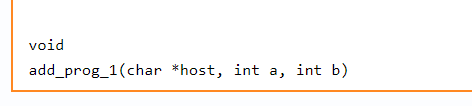 void
add_prog_1(char *host, int a, int b)